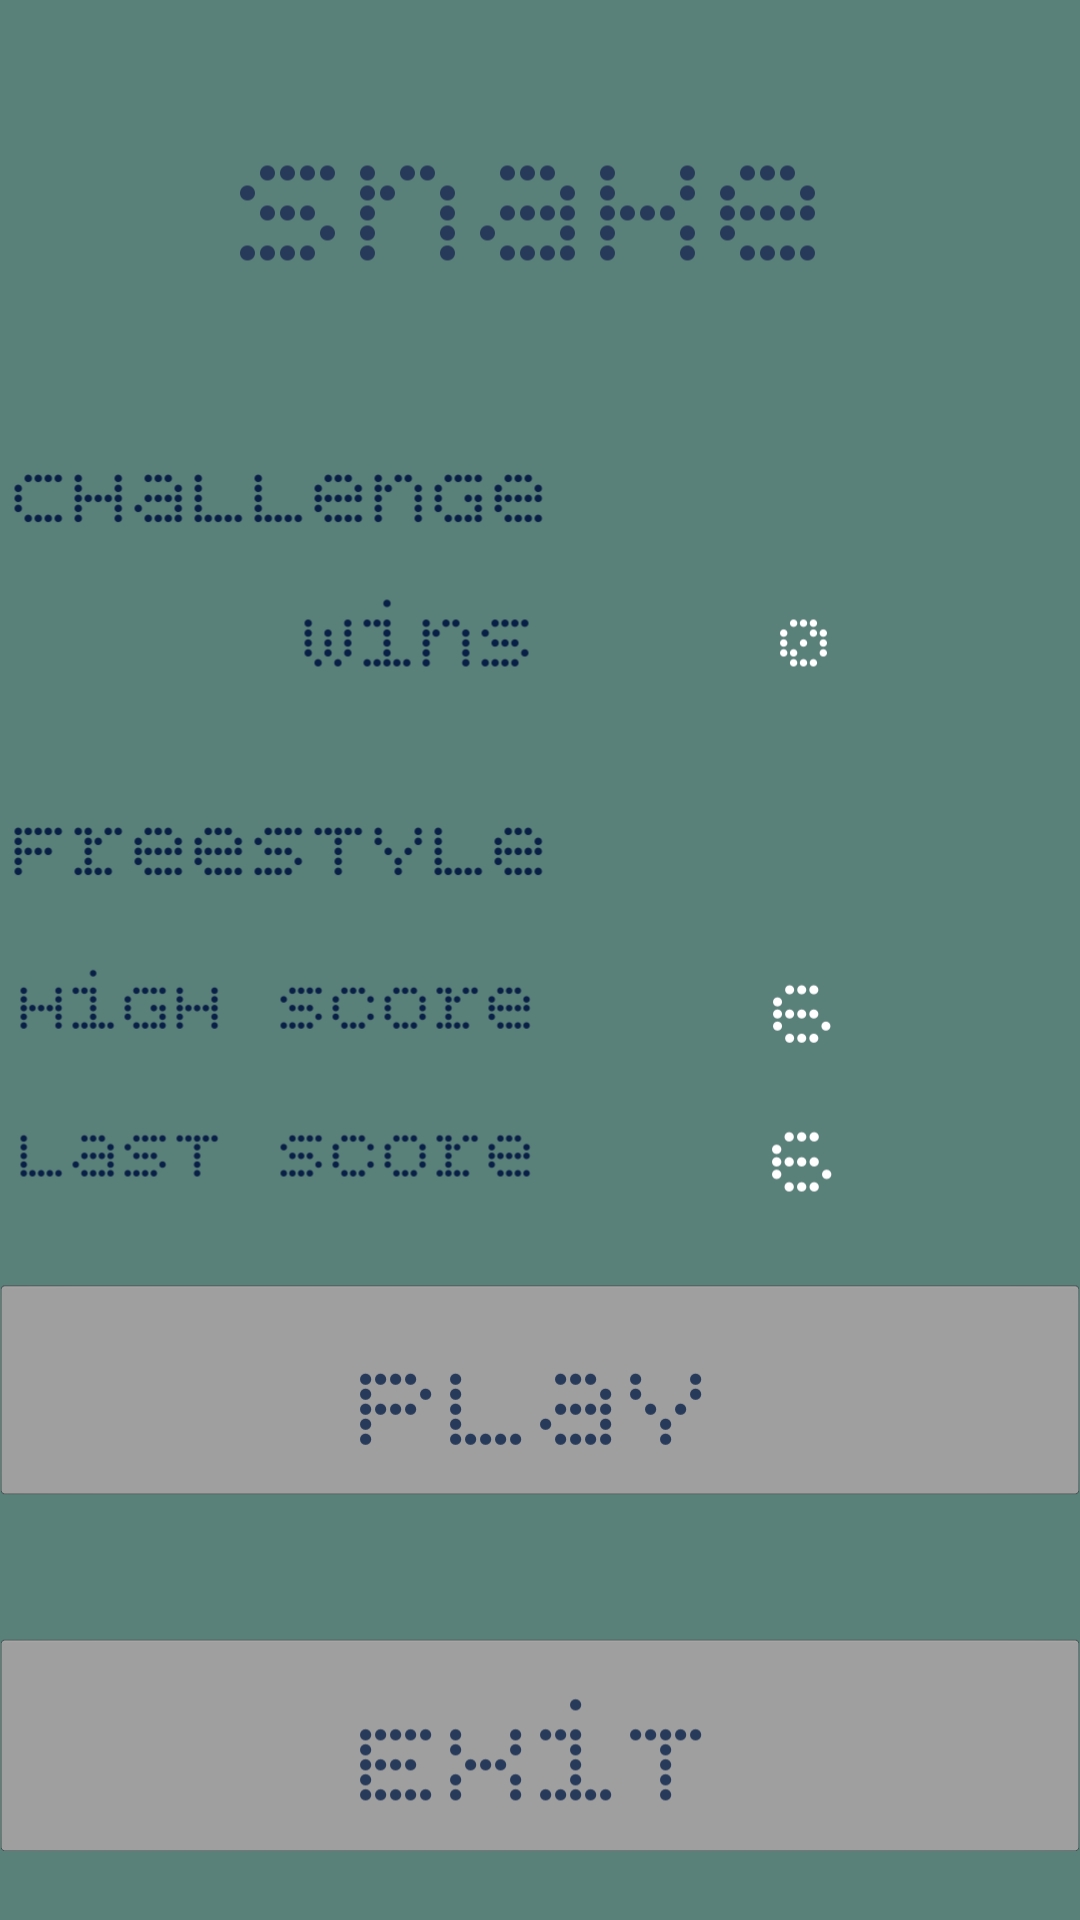 snake
CHallenge
wins 0
Freestyle
High score 6
Last score 6
PLay
Exit